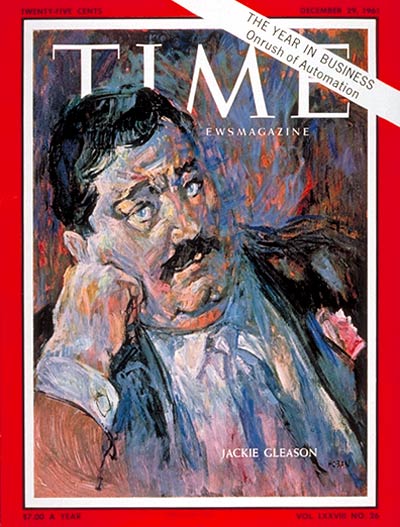 TWENTY-FIVE CENTS
DECEMBER 29, 1961
THE YEAR IN BUSINESS
Onrush of Automation
TIME
EWSMAGAZINE
JACKIE GLEASON
$7.00 A YEAR
VOL. LXXVIII NO. 26